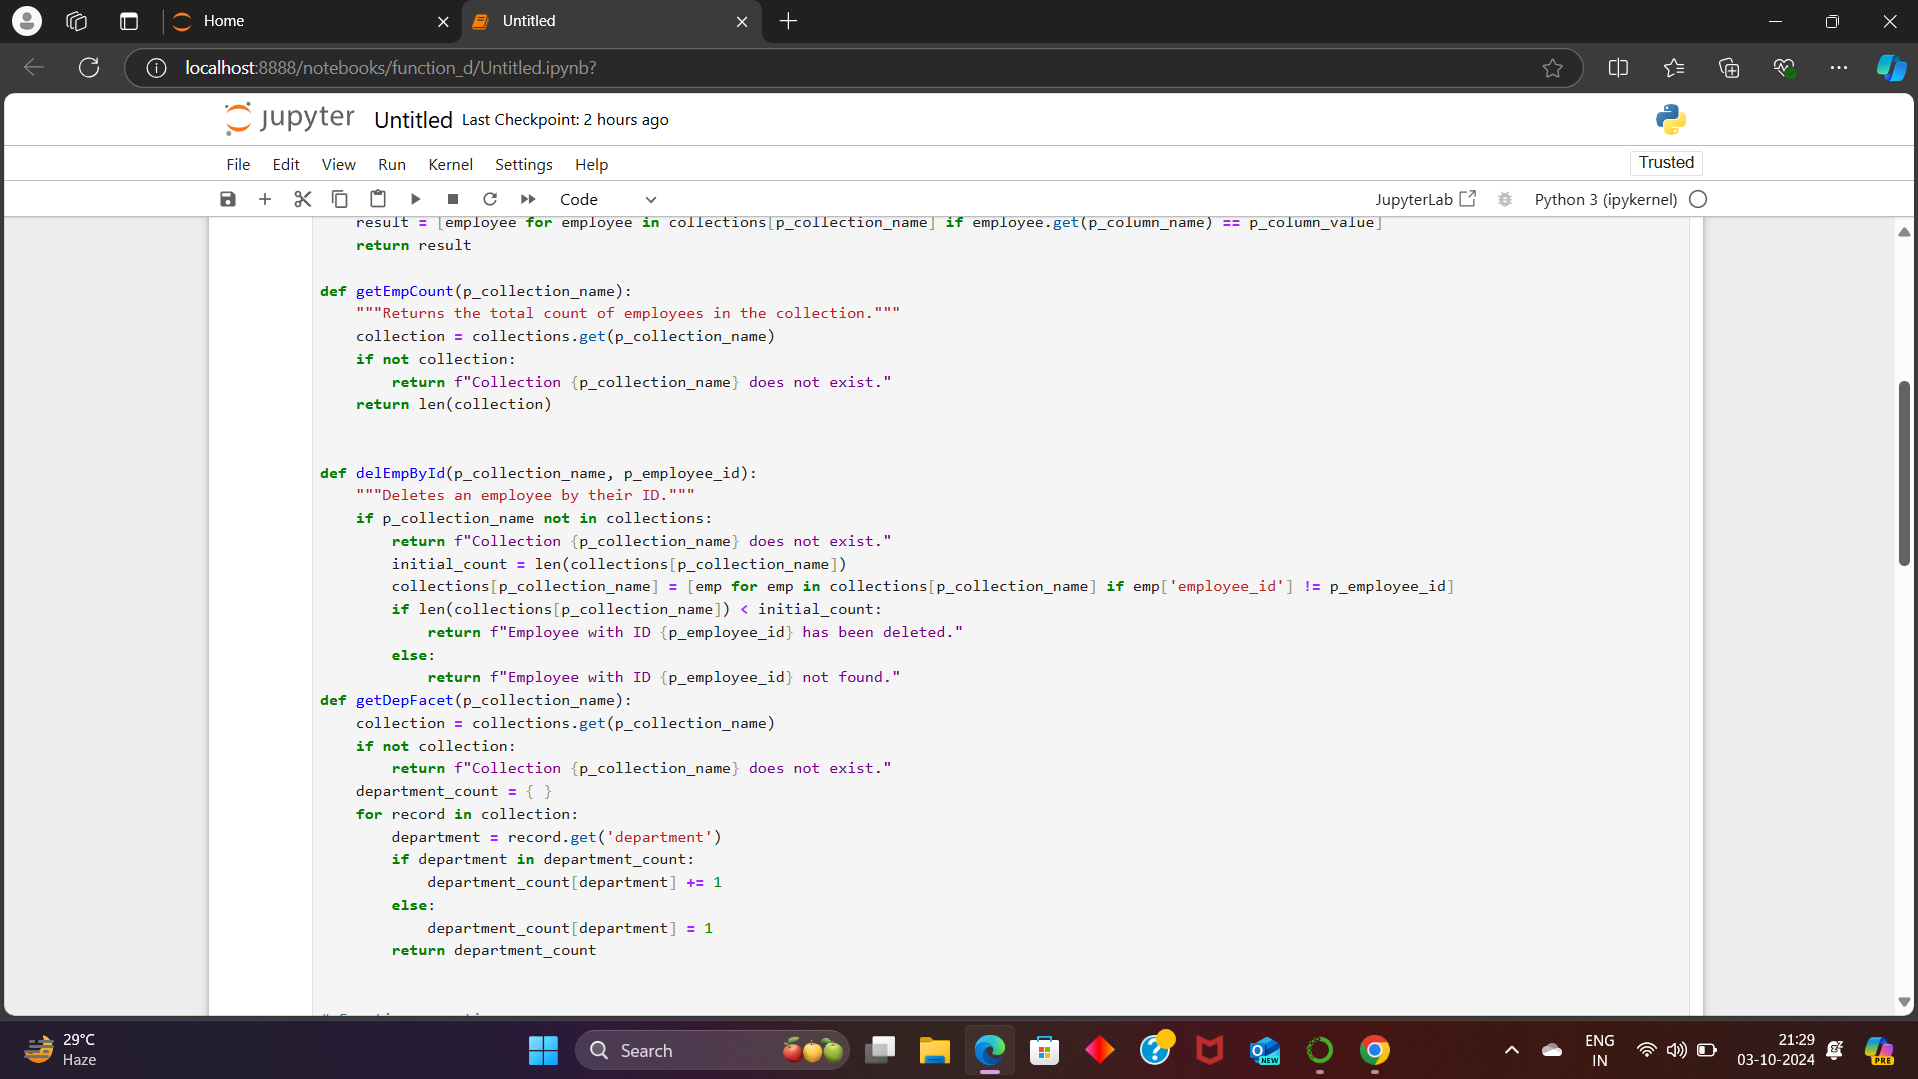 Home
Untitled
localhost:8888/notebooks/function_d/Untitled.ipynb?
jupyter Untitled Last Checkpoint: 2 hours ago
File Edit View Run Kernel Settings Help
Trusted
Code
JupyterLab
Python 3 (ipykernel)
result = [employee for employee in collections[p_collection_name] if employee.get(p_column_name) == p_column_value]
return result
def getEmpCount(p_collection_name):
"""Returns the total count of employees in the collection."""
collection = collections.get(p_collection_name)
if not collection:
return f"Collection {p_collection_name} does not exist."
return len(collection)
def delEmpById(p_collection_name, p_employee_id):
"""Deletes an employee by their ID."""
if p_collection_name not in collections:
return f"Collection {p_collection_name} does not exist."
initial_count = len(collections[p_collection_name])
collections[p_collection_name] = [emp for emp in collections[p_collection_name] if emp['employee_id'] != p_employee_id]
if len(collections[p_collection_name]) < initial_count:
return f"Employee with ID {p_employee_id} has been deleted."
else:
return f"Employee with ID {p_employee_id} not found."
def getDepFacet(p_collection_name):
collection = collections.get(p_collection_name)
if not collection:
return f"Collection {p_collection_name} does not exist."
department_count = { }
for record in collection:
department = record.get('department')
if department in department_count:
department_count[department] += 1
else:
department_count[department] = 1
return department_count
29°C
Haze
Search
NEW
ENG
IN
21:29
03-10-2024
PRE